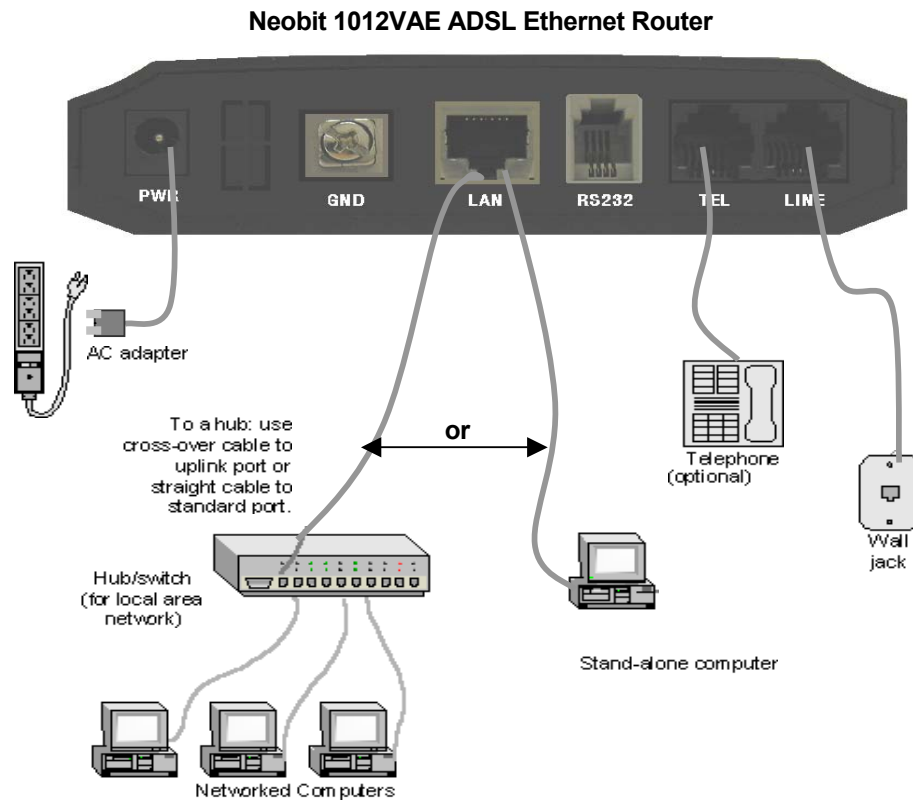 Neobit 1012VAE ADSL Ethernet Router
PWR
GND
LAN
RS232
TEL
LINE
AC adapter
To a hub: use
cross-over cable to
uplink port or
straight cable to
standard port.
or
Telephone
(optional)
Wall
jack
Hub/switch
(for local area
network)
Stand-alone computer
Networked Computers